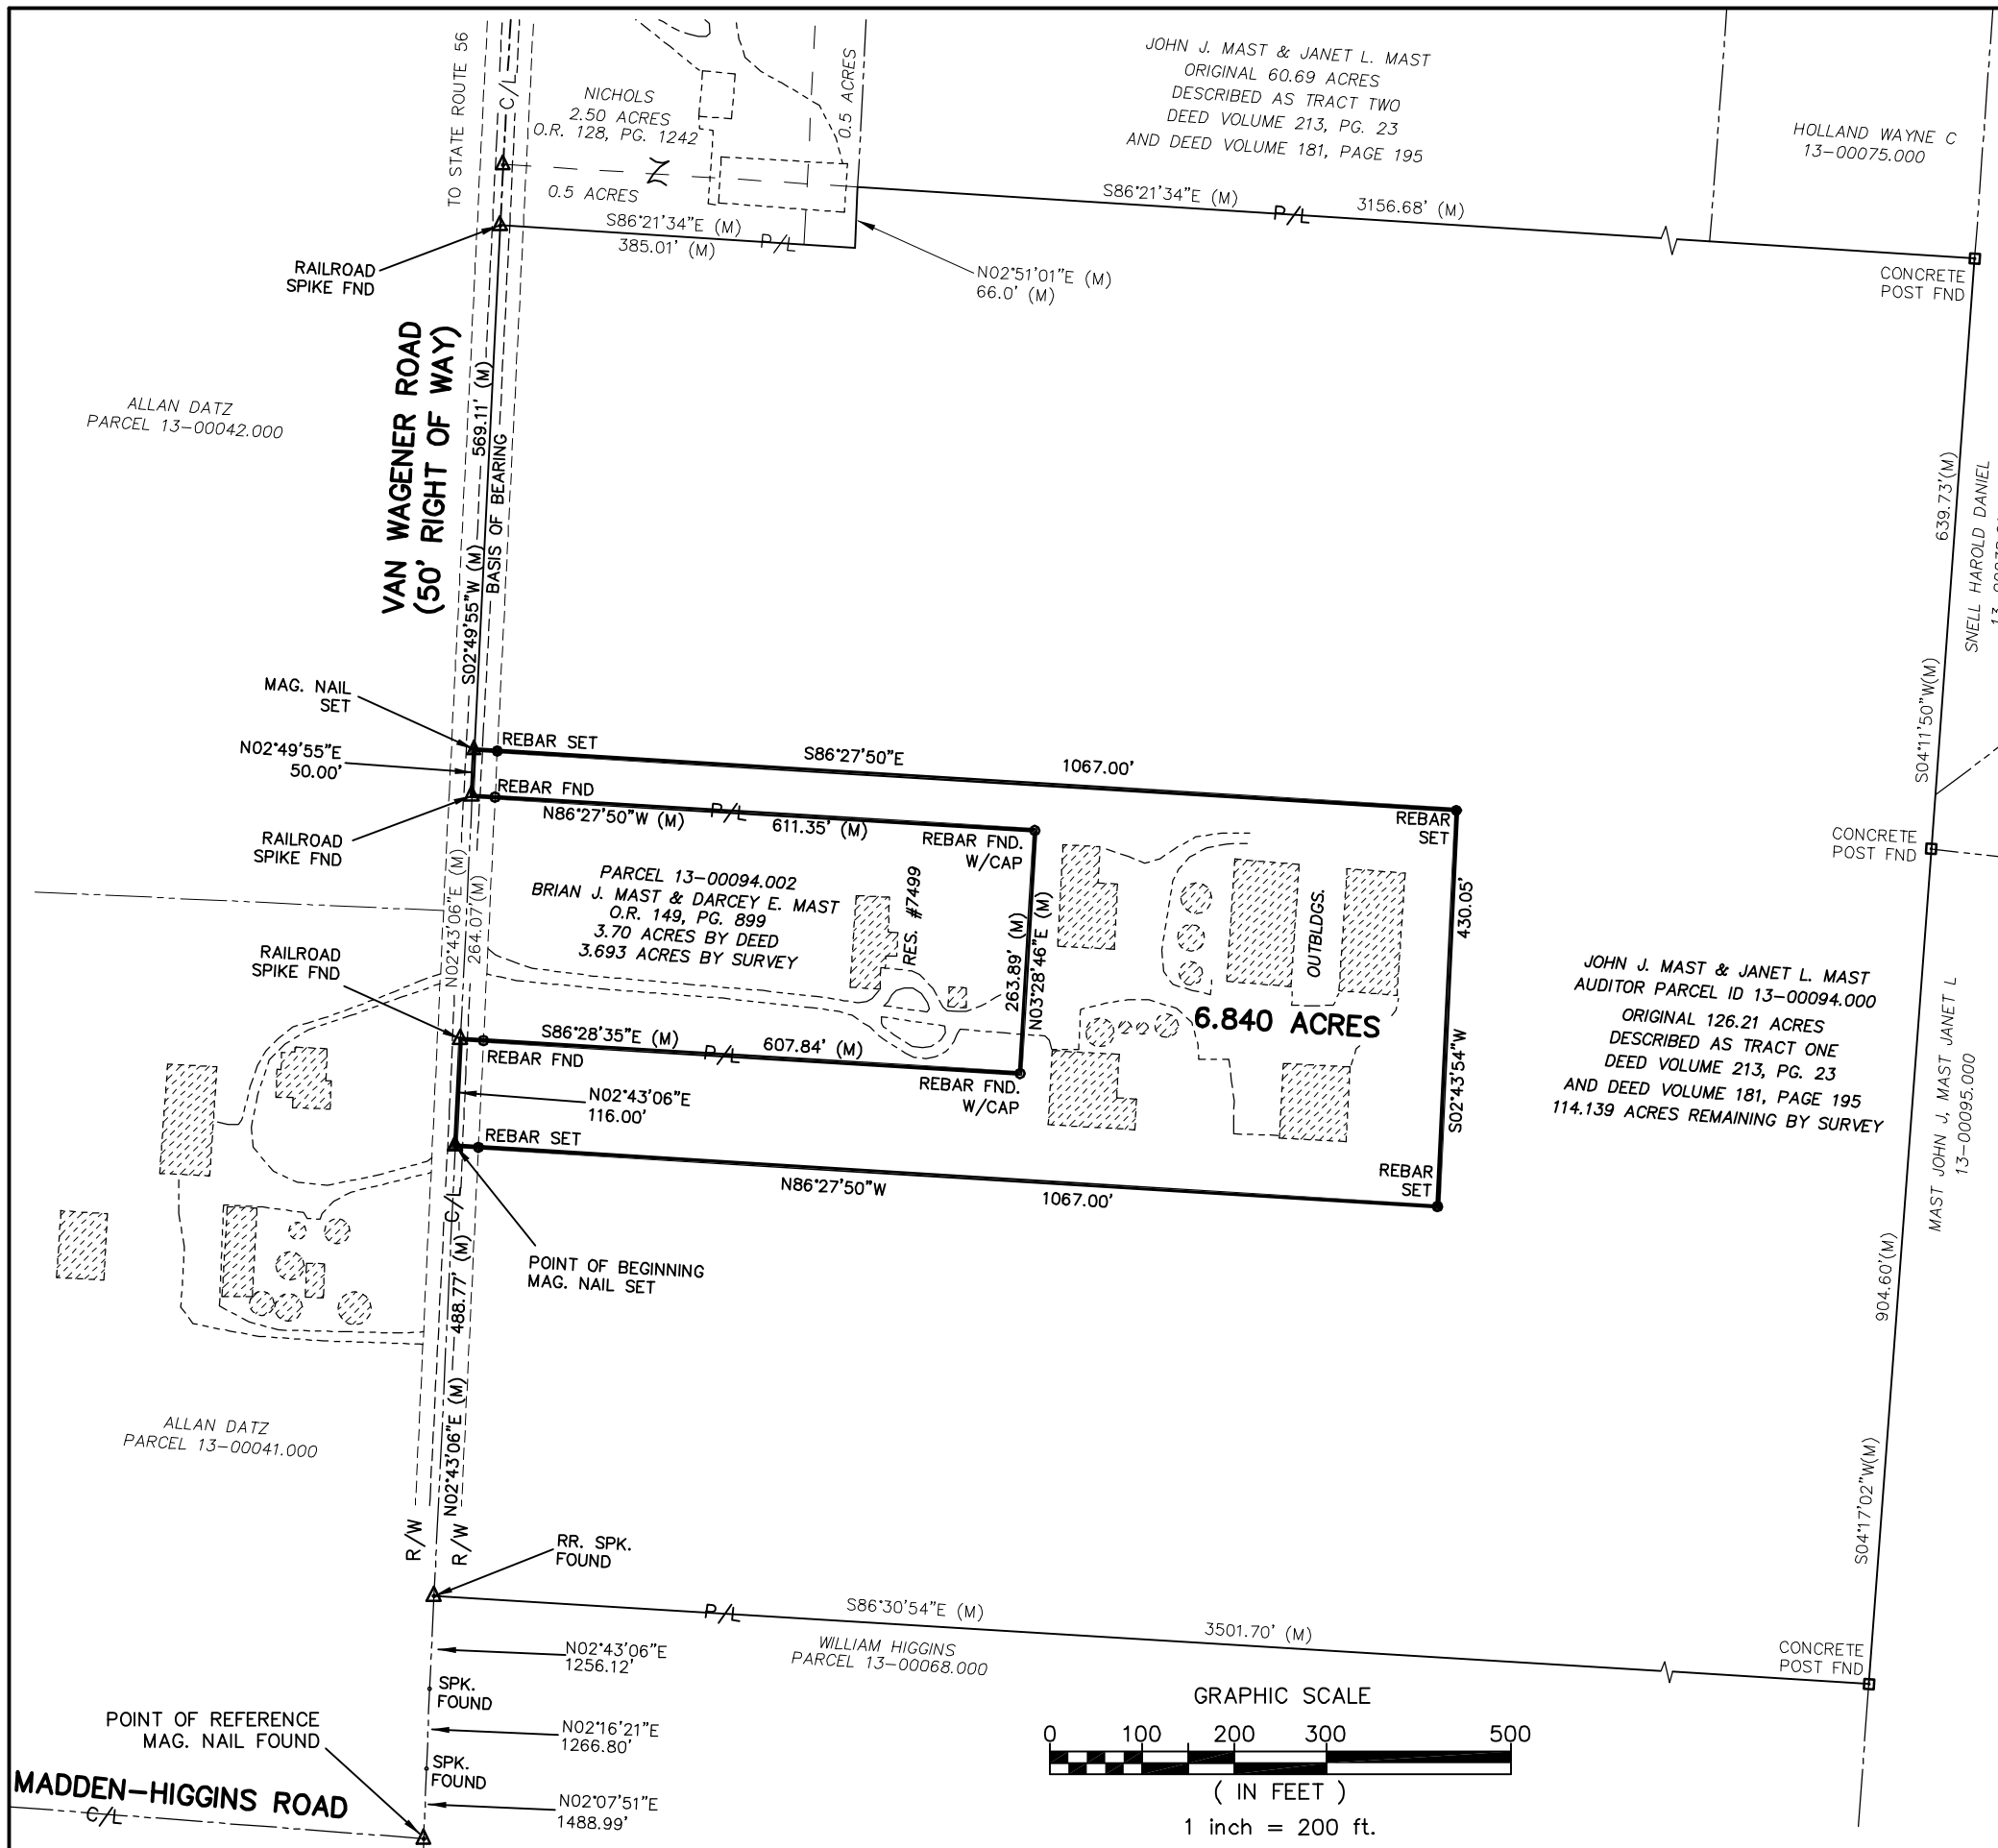 TO STATE ROUTE 56
C/L
NICHOLS
2.50 ACRES
O.R. 128, PG. 1242
0.5 ACRES
0.5 ACRES
S86°21'34"E (M)
385.01' (M)
P/L
JOHN J. MAST & JANET L. MAST
ORIGINAL 60.69 ACRES
DESCRIBED AS TRACT TWO
DEED VOLUME 213, PG. 23
AND DEED VOLUME 181, PAGE 195
HOLLAND WAYNE C
13-00075.000
S86°21'34"E (M)
P/L
3156.68' (M)
N02°51'01"E (M)
66.0' (M)
CONCRETE
POST FND
RAILROAD
SPIKE FND
VAN WAGENER ROAD
(50' RIGHT OF WAY)
S02°49'55"W (M)
569.11' (M)
BASIS OF BEARING
ALLAN DATZ
PARCEL 13-00042.000
639.73'(M)
SNELL HAROLD DANIEL
S04°11'50"W(M)
MAG. NAIL
SET
N02°49'55"E
50.00'
REBAR SET
S86°27'50"E
1067.00'
REBAR FND
N86°27'50"W (M)
P/L
611.35' (M)
REBAR FND.
W/CAP
REBAR
SET
CONCRETE
POST FND
RAILROAD
SPIKE FND
N02°43'06"E (M)
264.07'(M)
PARCEL 13-00094.002
BRIAN J. MAST & DARCEY E. MAST
O.R. 149, PG. 899
3.70 ACRES BY DEED
3.693 ACRES BY SURVEY
RES. #7499
263.89' (M)
N03°28'46"E (M)
OUTBLDGS.
6.840 ACRES
430.05'
S02°43'54"W
JOHN J. MAST & JANET L. MAST
AUDITOR PARCEL ID 13-00094.000
ORIGINAL 126.21 ACRES
DESCRIBED AS TRACT ONE
DEED VOLUME 213, PG. 23
AND DEED VOLUME 181, PAGE 195
114.139 ACRES REMAINING BY SURVEY
MAST JOHN J, MAST JANET L
13-00095.000
RAILROAD
SPIKE FND
S86°28'35"E (M)
P/L
607.84' (M)
REBAR FND
REBAR FND.
W/CAP
N02°43'06"E
116.00'
REBAR SET
N86°27'50"W
1067.00'
REBAR
SET
POINT OF BEGINNING
MAG. NAIL SET
C/L
488.77' (M)
N02°43'06"E (M)
904.60'(M)
S04°17'02"W(M)
ALLAN DATZ
PARCEL 13-00041.000
R/W
R/W
RR. SPK.
FOUND
P/L
S86°30'54"E (M)
3501.70' (M)
WILLIAM HIGGINS
PARCEL 13-00068.000
CONCRETE
POST FND
N02°43'06"E
1256.12'
SPK.
FOUND
N02°16'21"E
1266.80'
SPK.
FOUND
N02°07'51"E
1488.99'
POINT OF REFERENCE
MAG. NAIL FOUND
MADDEN-HIGGINS ROAD
C/L
GRAPHIC SCALE
0 100 200 300 500
( IN FEET )
1 inch = 200 ft.